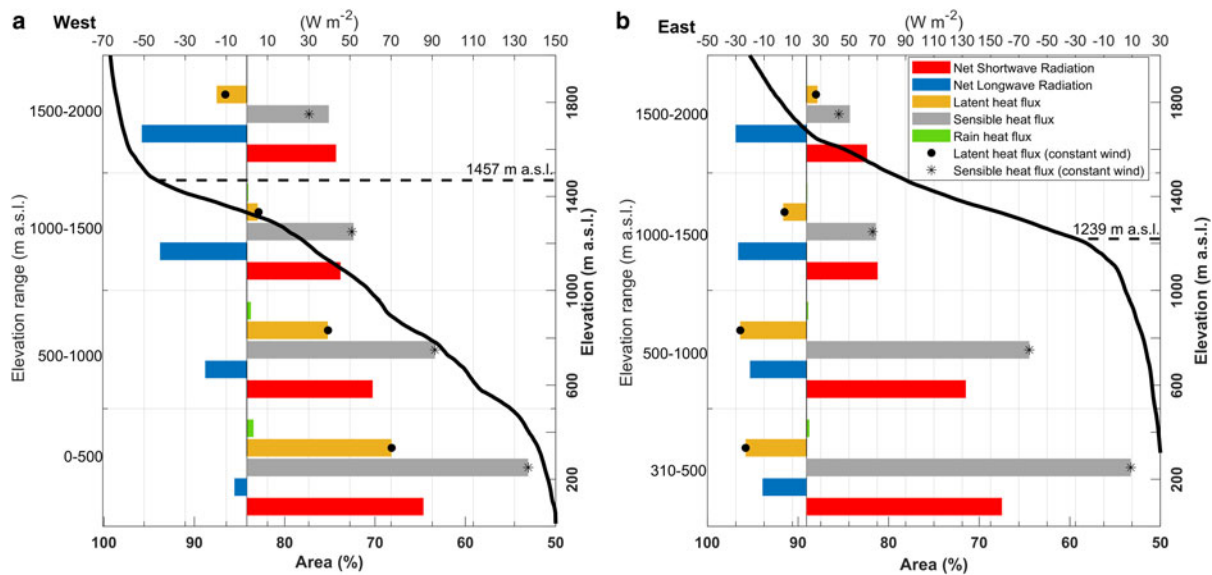 a West (W m-2)
-70 -50 -30 -10 10 30 50 70 90 110 130 150
1500-2000
1000-1500
500-1000
0-500
Elevation range (m a.s.l.)
1457 m a.s.l.
1800
1400
1000
600
200
Elevation (m a.s.l.)
100 90 80 70 60 50
Area (%)
b East (W m-2)
-50 -30 -10 10 30 50 70 90 110 130 150 -70 -50 -30 -10 10 30
Net Shortwave Radiation
Net Longwave Radiation
Latent heat flux
Sensible heat flux
Rain heat flux
Latent heat flux (constant wind)
Sensible heat flux (constant wind)
1500-2000
1000-1500
500-1000
310-500
Elevation range (m a.s.l.)
1239 m a.s.l.
1800
1400
1000
600
200
Elevation (m a.s.l.)
100 90 80 70 60 50
Area (%)